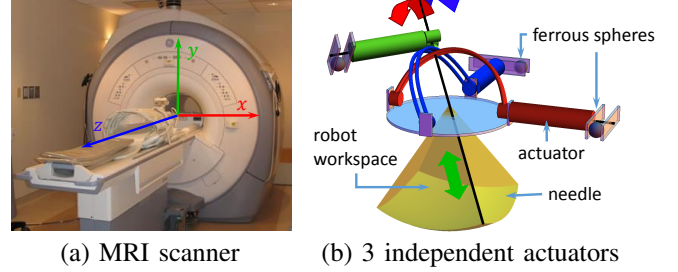 y
x
z
ferrous spheres
robot
workspace
actuator
needle
(a) MRI scanner
(b) 3 independent actuators